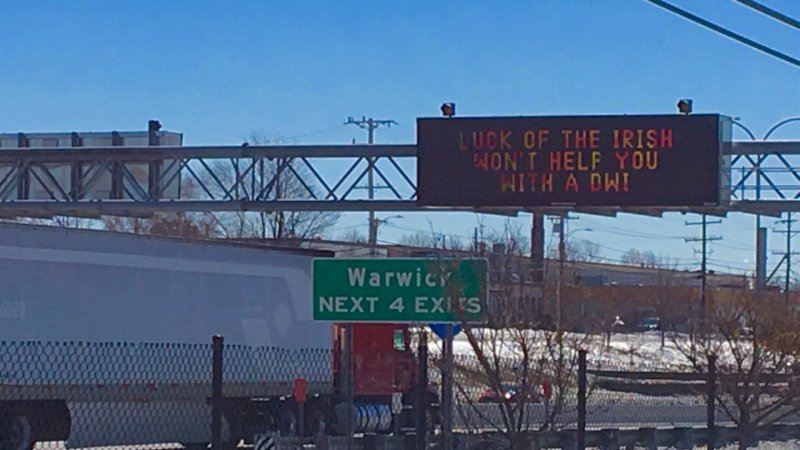 LUCK OF THE IRISH
WON'T HELP YOU
WITH A DWI
Warwick
NEXT 4 EXITS